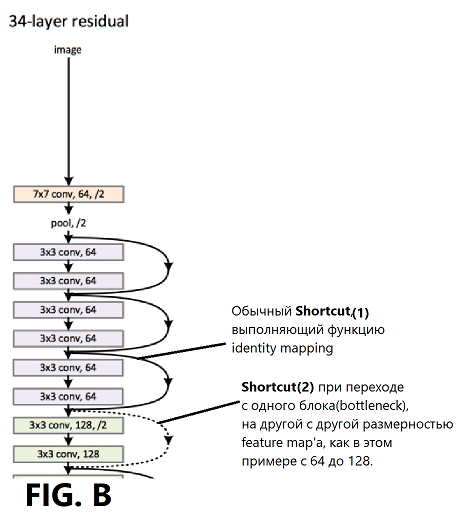 34-layer residual
image
7x7 conv, 64, /2
pool, /2
3x3 conv, 64
3x3 conv, 64
3x3 conv, 64
3x3 conv, 64
3x3 conv, 64
3x3 conv, 64
3x3 conv, 128, /2
3x3 conv, 128
Обычный Shortcut,(1)
выполняющий функцию
identity mapping
Shortcut(2) при переходе
с одного блока(bottleneck),
на другой с другой размерностью
feature map'а, как в этом
примере с 64 до 128.
FIG. B